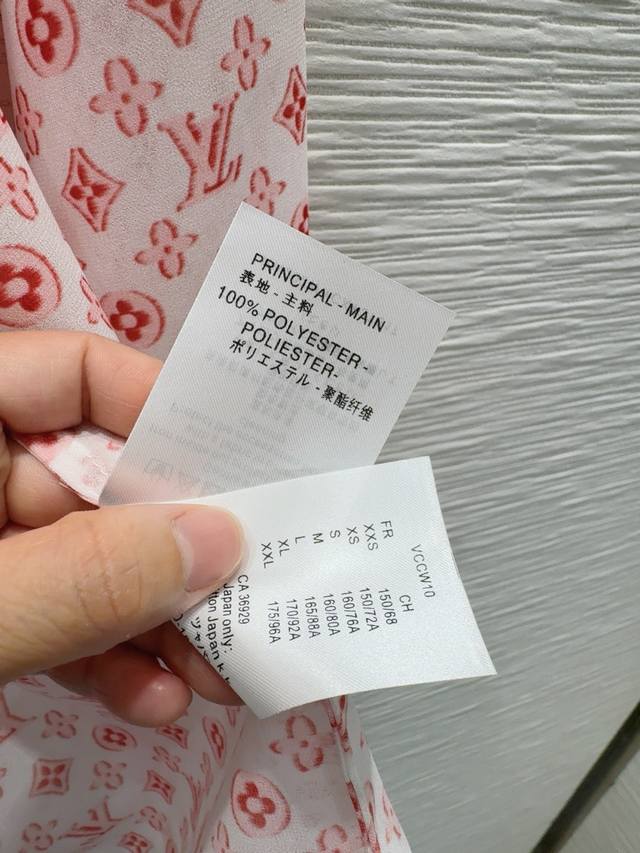 PRINCIPAL - MAIN
表地 - 主料
100% POLYESTER -
POLIESTER-
ポリエステル - 聚酯纤维
VCCW10
FR CH
XXS 150/68
XS 150/72A
S 160/76A
M 160/80A
L 165/88A
XL 170/92A
XXL 175/96A
CA 36929
Japan only:
Japan k.k
LV